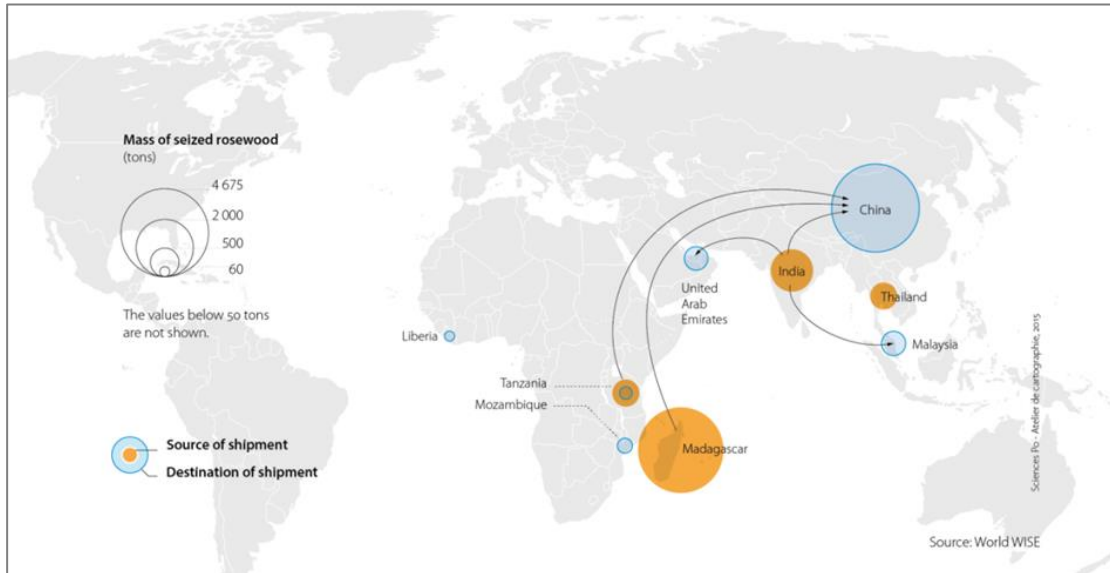 Mass of seized rosewood
(tons)
4 675
2 000
500
60
The values below 50 tons
are not shown.
Source of shipment
Destination of shipment
China
India
United
Arab
Emirates
Thailand
Malaysia
Liberia
Tanzania
Mozambique
Madagascar
Sciences Po - Atelier de cartographie, 2015
Source: World WISE